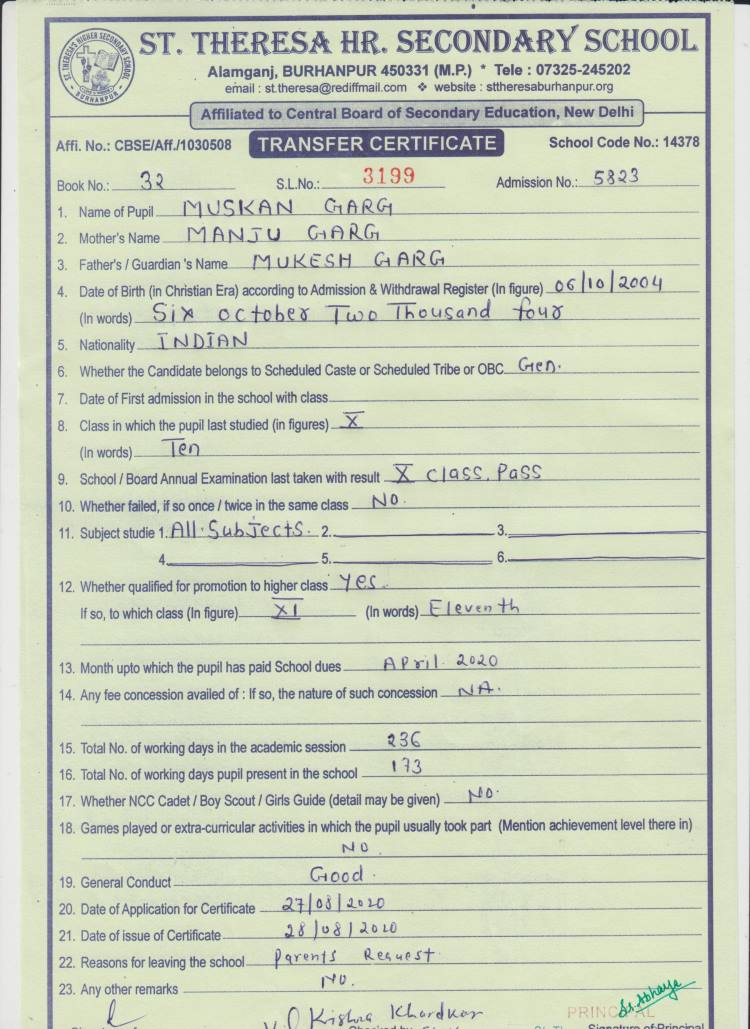 ST. THERESA HR. SECONDARY SCHOOL
ST. THERESA'S HIGHER SECONDARY SCHOOL, BURHANPUR
Alamganj, BURHANPUR 450331 (M.P.) * Tele : 07325-245202
email : st.theresa@rediffmail.com ❖ website : sttheresaburhanpur.org
Affiliated to Central Board of Secondary Education, New Delhi
Affi. No.: CBSE/Aff./1030508 TRANSFER CERTIFICATE School Code No.: 14378
Book No.: 32 S.L.No.: 3199 Admission No.: 5823
1. Name of Pupil MUSKAN GARG
2. Mother's Name MANJU GARG
3. Father's / Guardian 's Name MUKESH GARG
4. Date of Birth (in Christian Era) according to Admission & Withdrawal Register (In figure) 06/10/2004
(In words) Six october Two Thousand four
5. Nationality INDIAN
6. Whether the Candidate belongs to Scheduled Caste or Scheduled Tribe or OBC Gen.
7. Date of First admission in the school with class
8. Class in which the pupil last studied (in figures) X
(In words) Ten
9. School / Board Annual Examination last taken with result X class. Pass
10. Whether failed, if so once / twice in the same class NO.
11. Subject studie 1. All. Subjects. 2. 3.
4. 5. 6.
12. Whether qualified for promotion to higher class Yes.
If so, to which class (In figure) XI (In words) Eleventh
13. Month upto which the pupil has paid School dues April. 2020
14. Any fee concession availed of : If so, the nature of such concession NA.
15. Total No. of working days in the academic session 236
16. Total No. of working days pupil present in the school 173
17. Whether NCC Cadet / Boy Scout / Girls Guide (detail may be given) NO.
18. Games played or extra-curricular activities in which the pupil usually took part (Mention achievement level there in)
NO.
19. General Conduct Good.
20. Date of Application for Certificate 27/08/2020
21. Date of issue of Certificate 28/08/2020
22. Reasons for leaving the school Parents Request.
23. Any other remarks NO.
Kishna Khardkar PRINCIPAL Sr. Abhaya
Signature of Principal